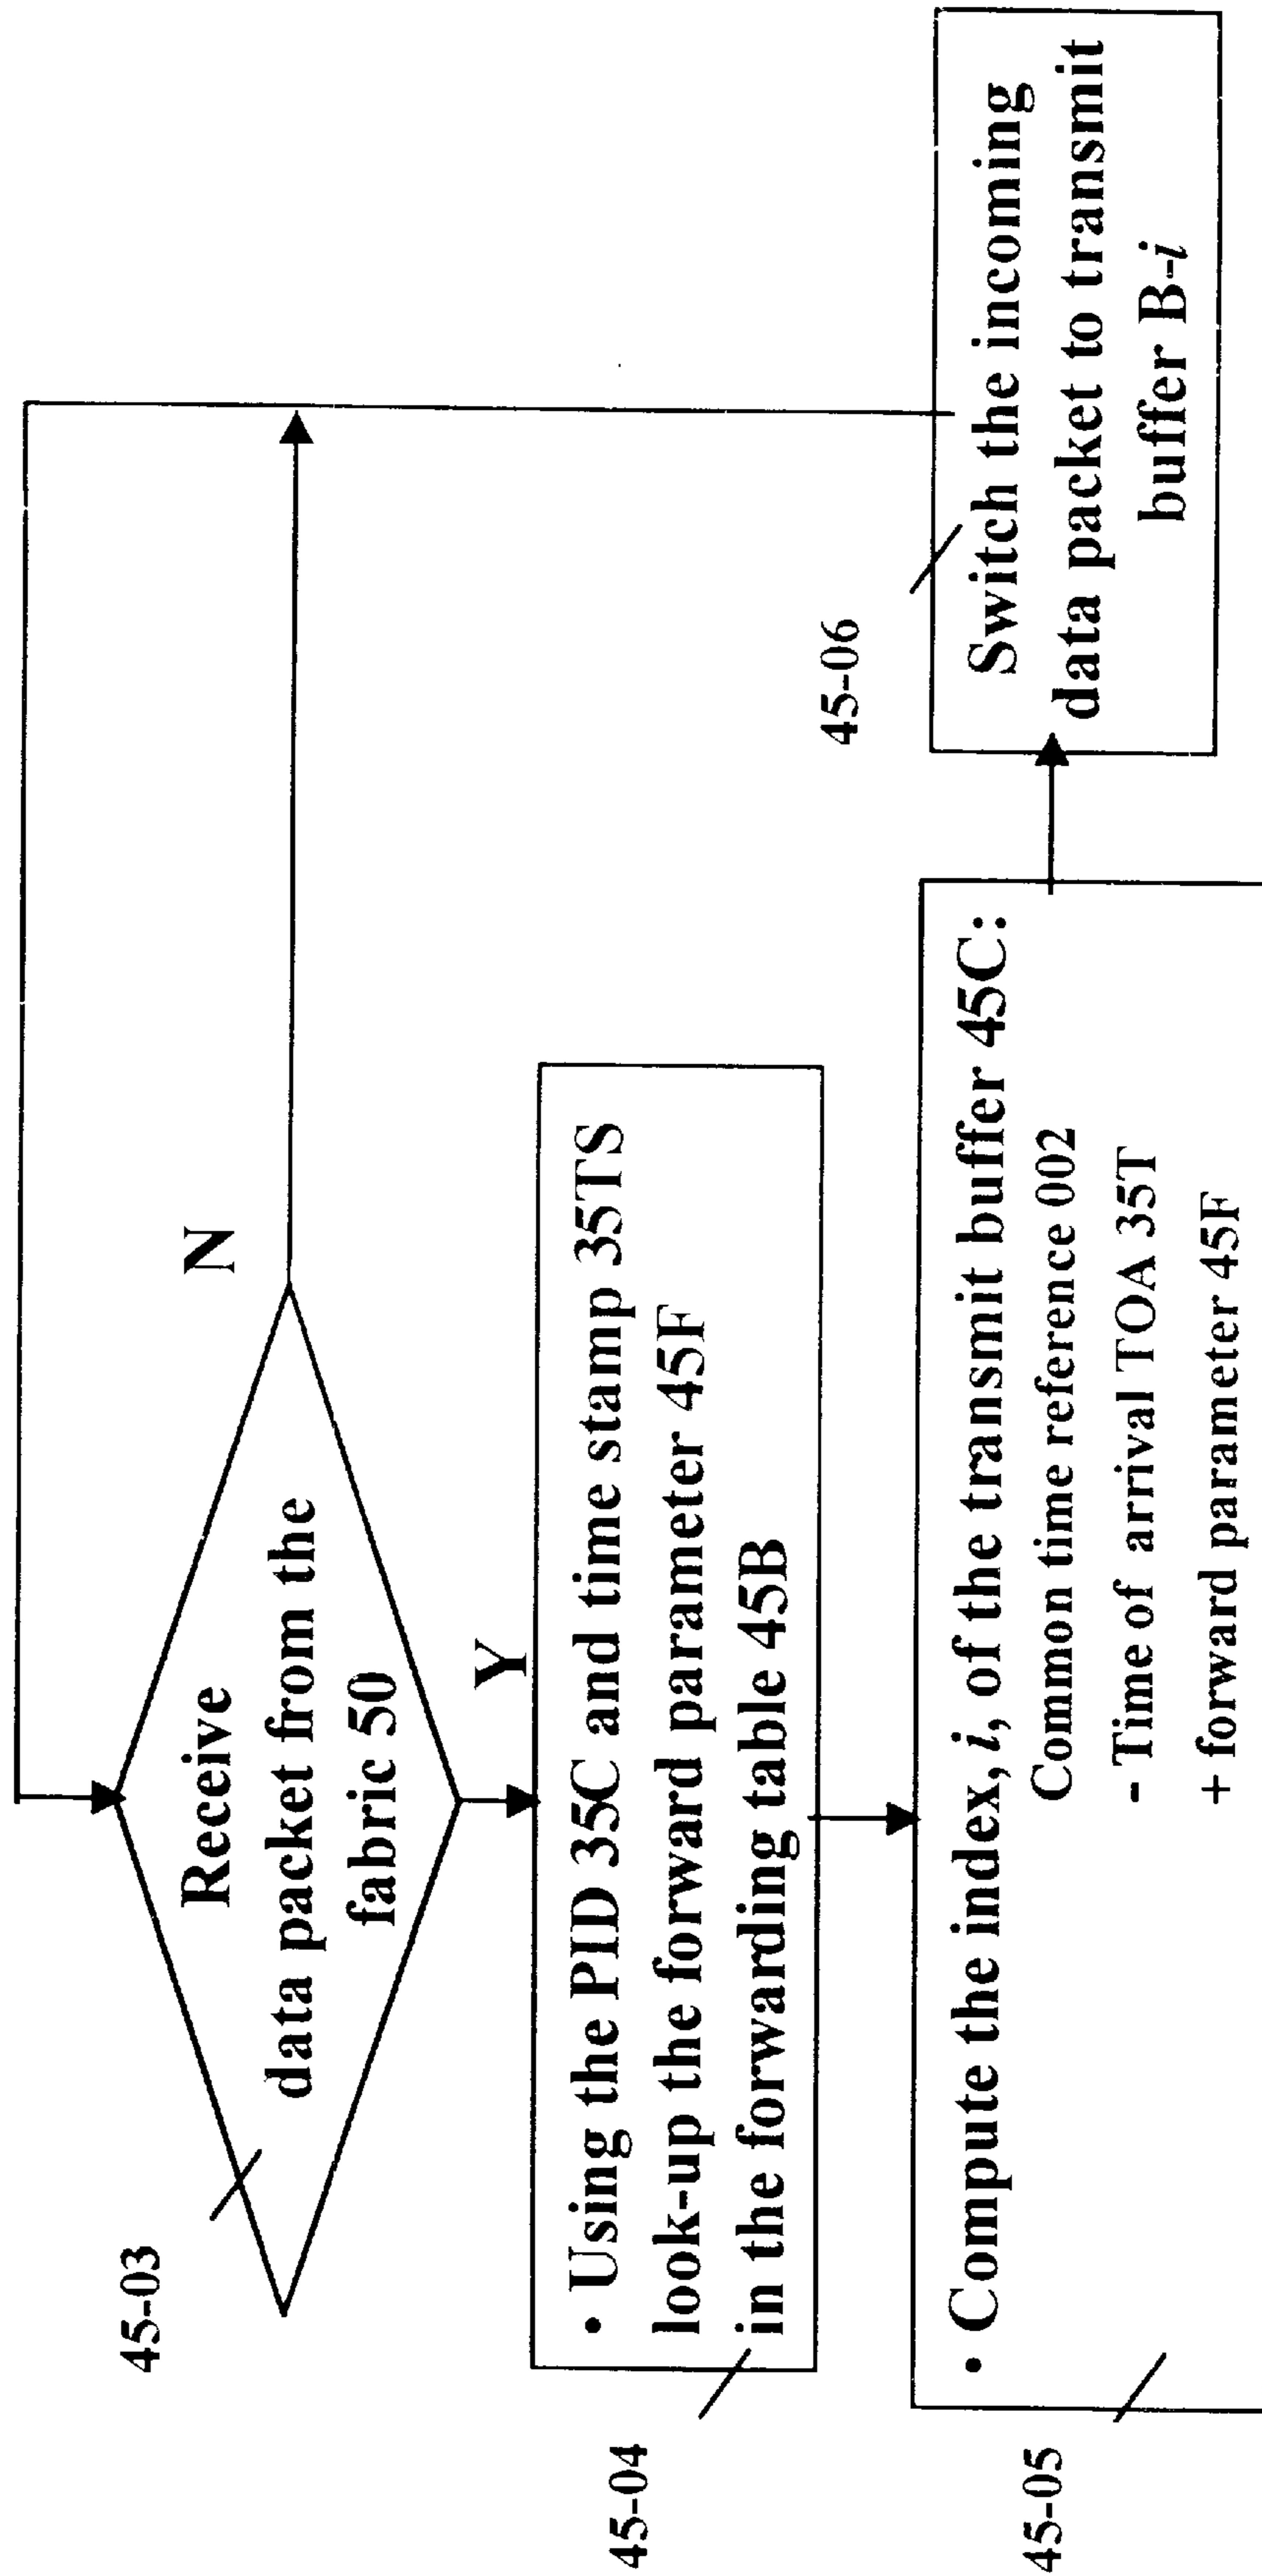 45-03
Receive
data packet from the
fabric 50
N
Y
45-04
• Using the PID 35C and time stamp 35TS
look-up the forward parameter 45F
in the forwarding table 45B
45-05
• Compute the index, i, of the transmit buffer 45C:
Common time reference 002
- Time of arrival TOA 35T
+ forward parameter 45F
45-06
Switch the incoming
data packet to transmit
buffer B-i